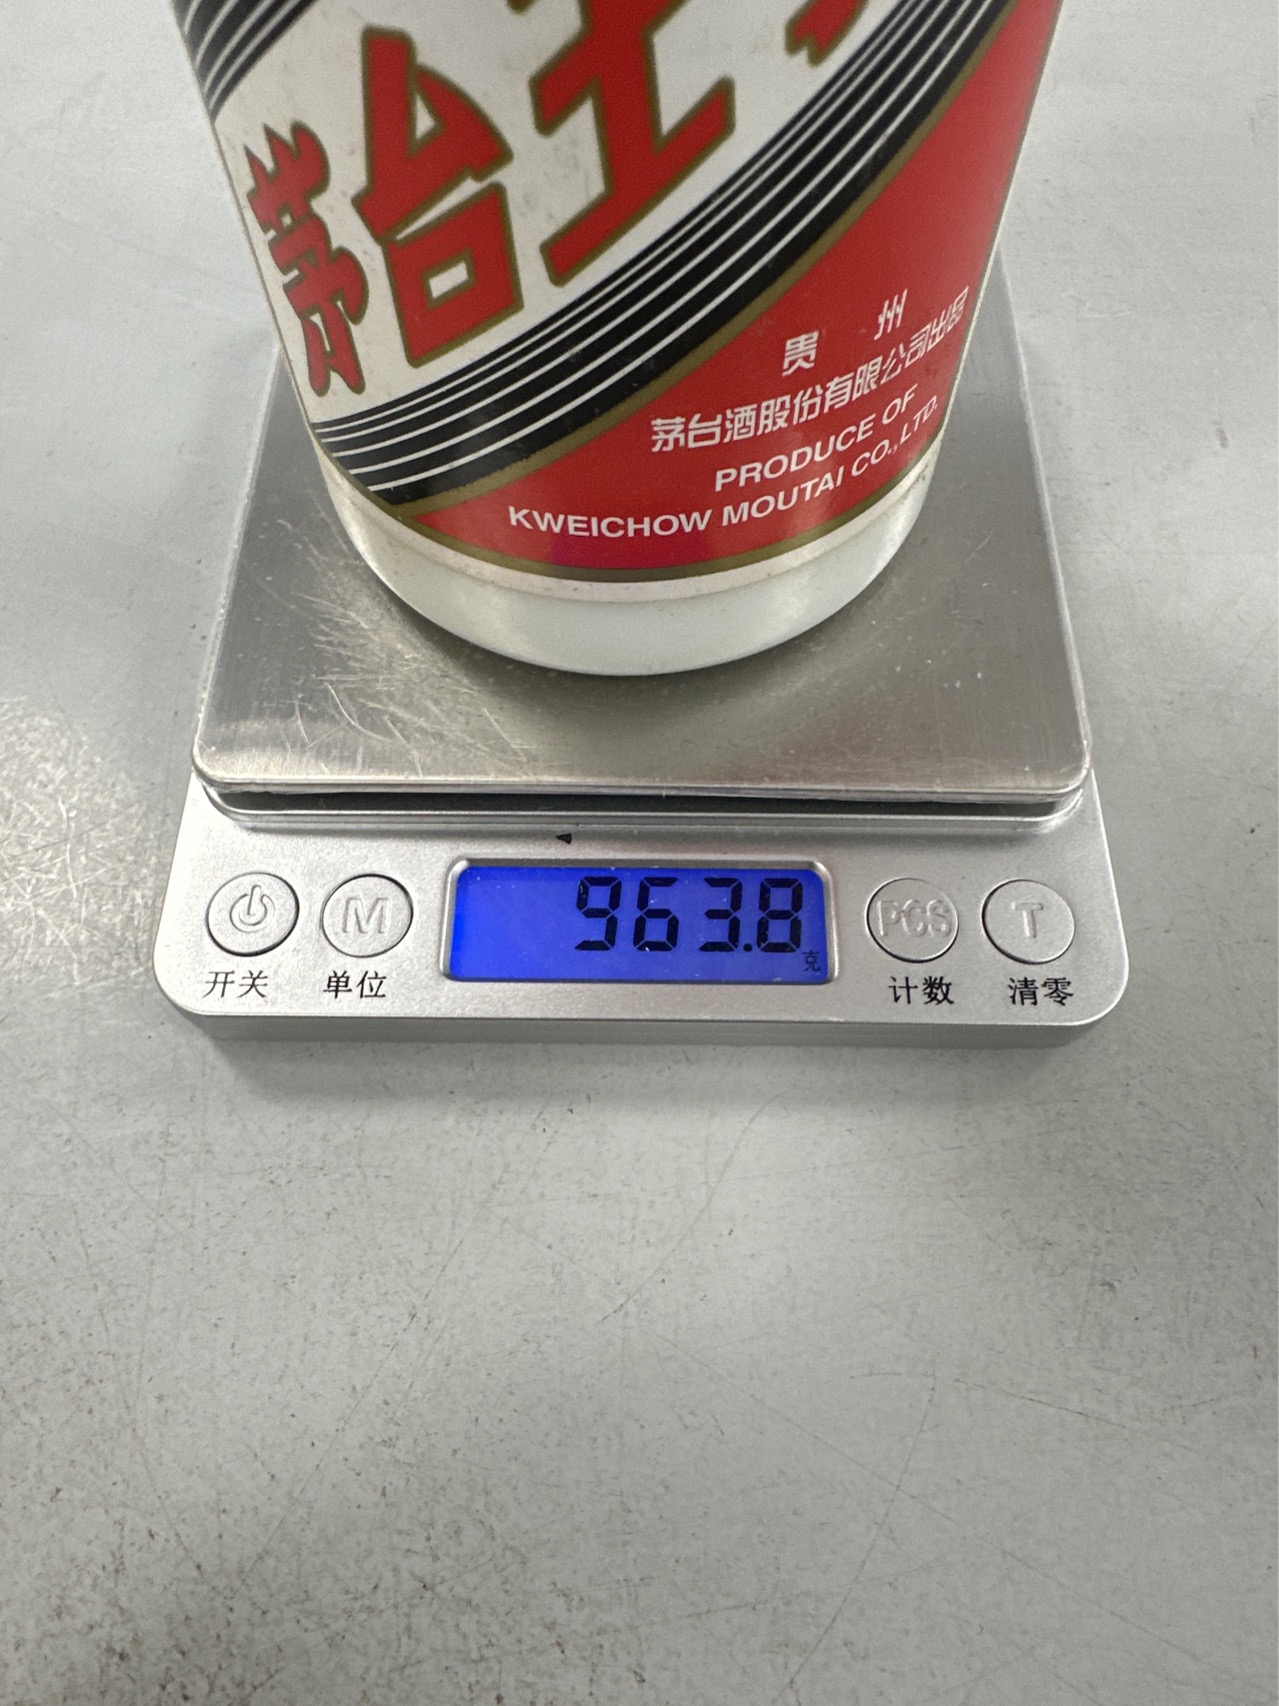 茅台王
贵州
茅台酒股份有限公司出品
PRODUCE OF
KWEICHOW MOUTAI CO.,LTD.
963.8
克
M
PCS
T
开关
单位
计数
清零